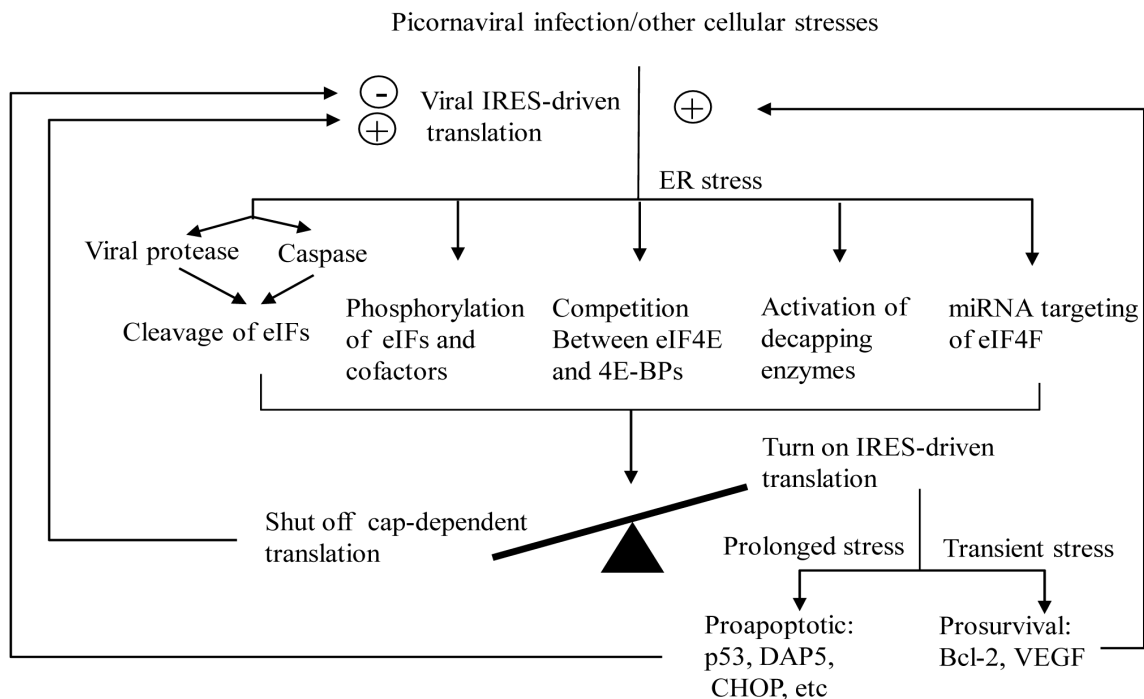 Picornaviral infection/other cellular stresses
-
+
Viral IRES-driven
translation
+
ER stress
Viral protease
Caspase
Cleavage of eIFs
Phosphorylation
of eIFs and
cofactors
Competition
Between eIF4E
and 4E-BPs
Activation of
decapping
enzymes
miRNA targeting
of eIF4F
Turn on IRES-driven
translation
Shut off cap-dependent
translation
Prolonged stress
Transient stress
Proapoptotic:
p53, DAP5,
CHOP, etc
Prosurvival:
Bcl-2, VEGF